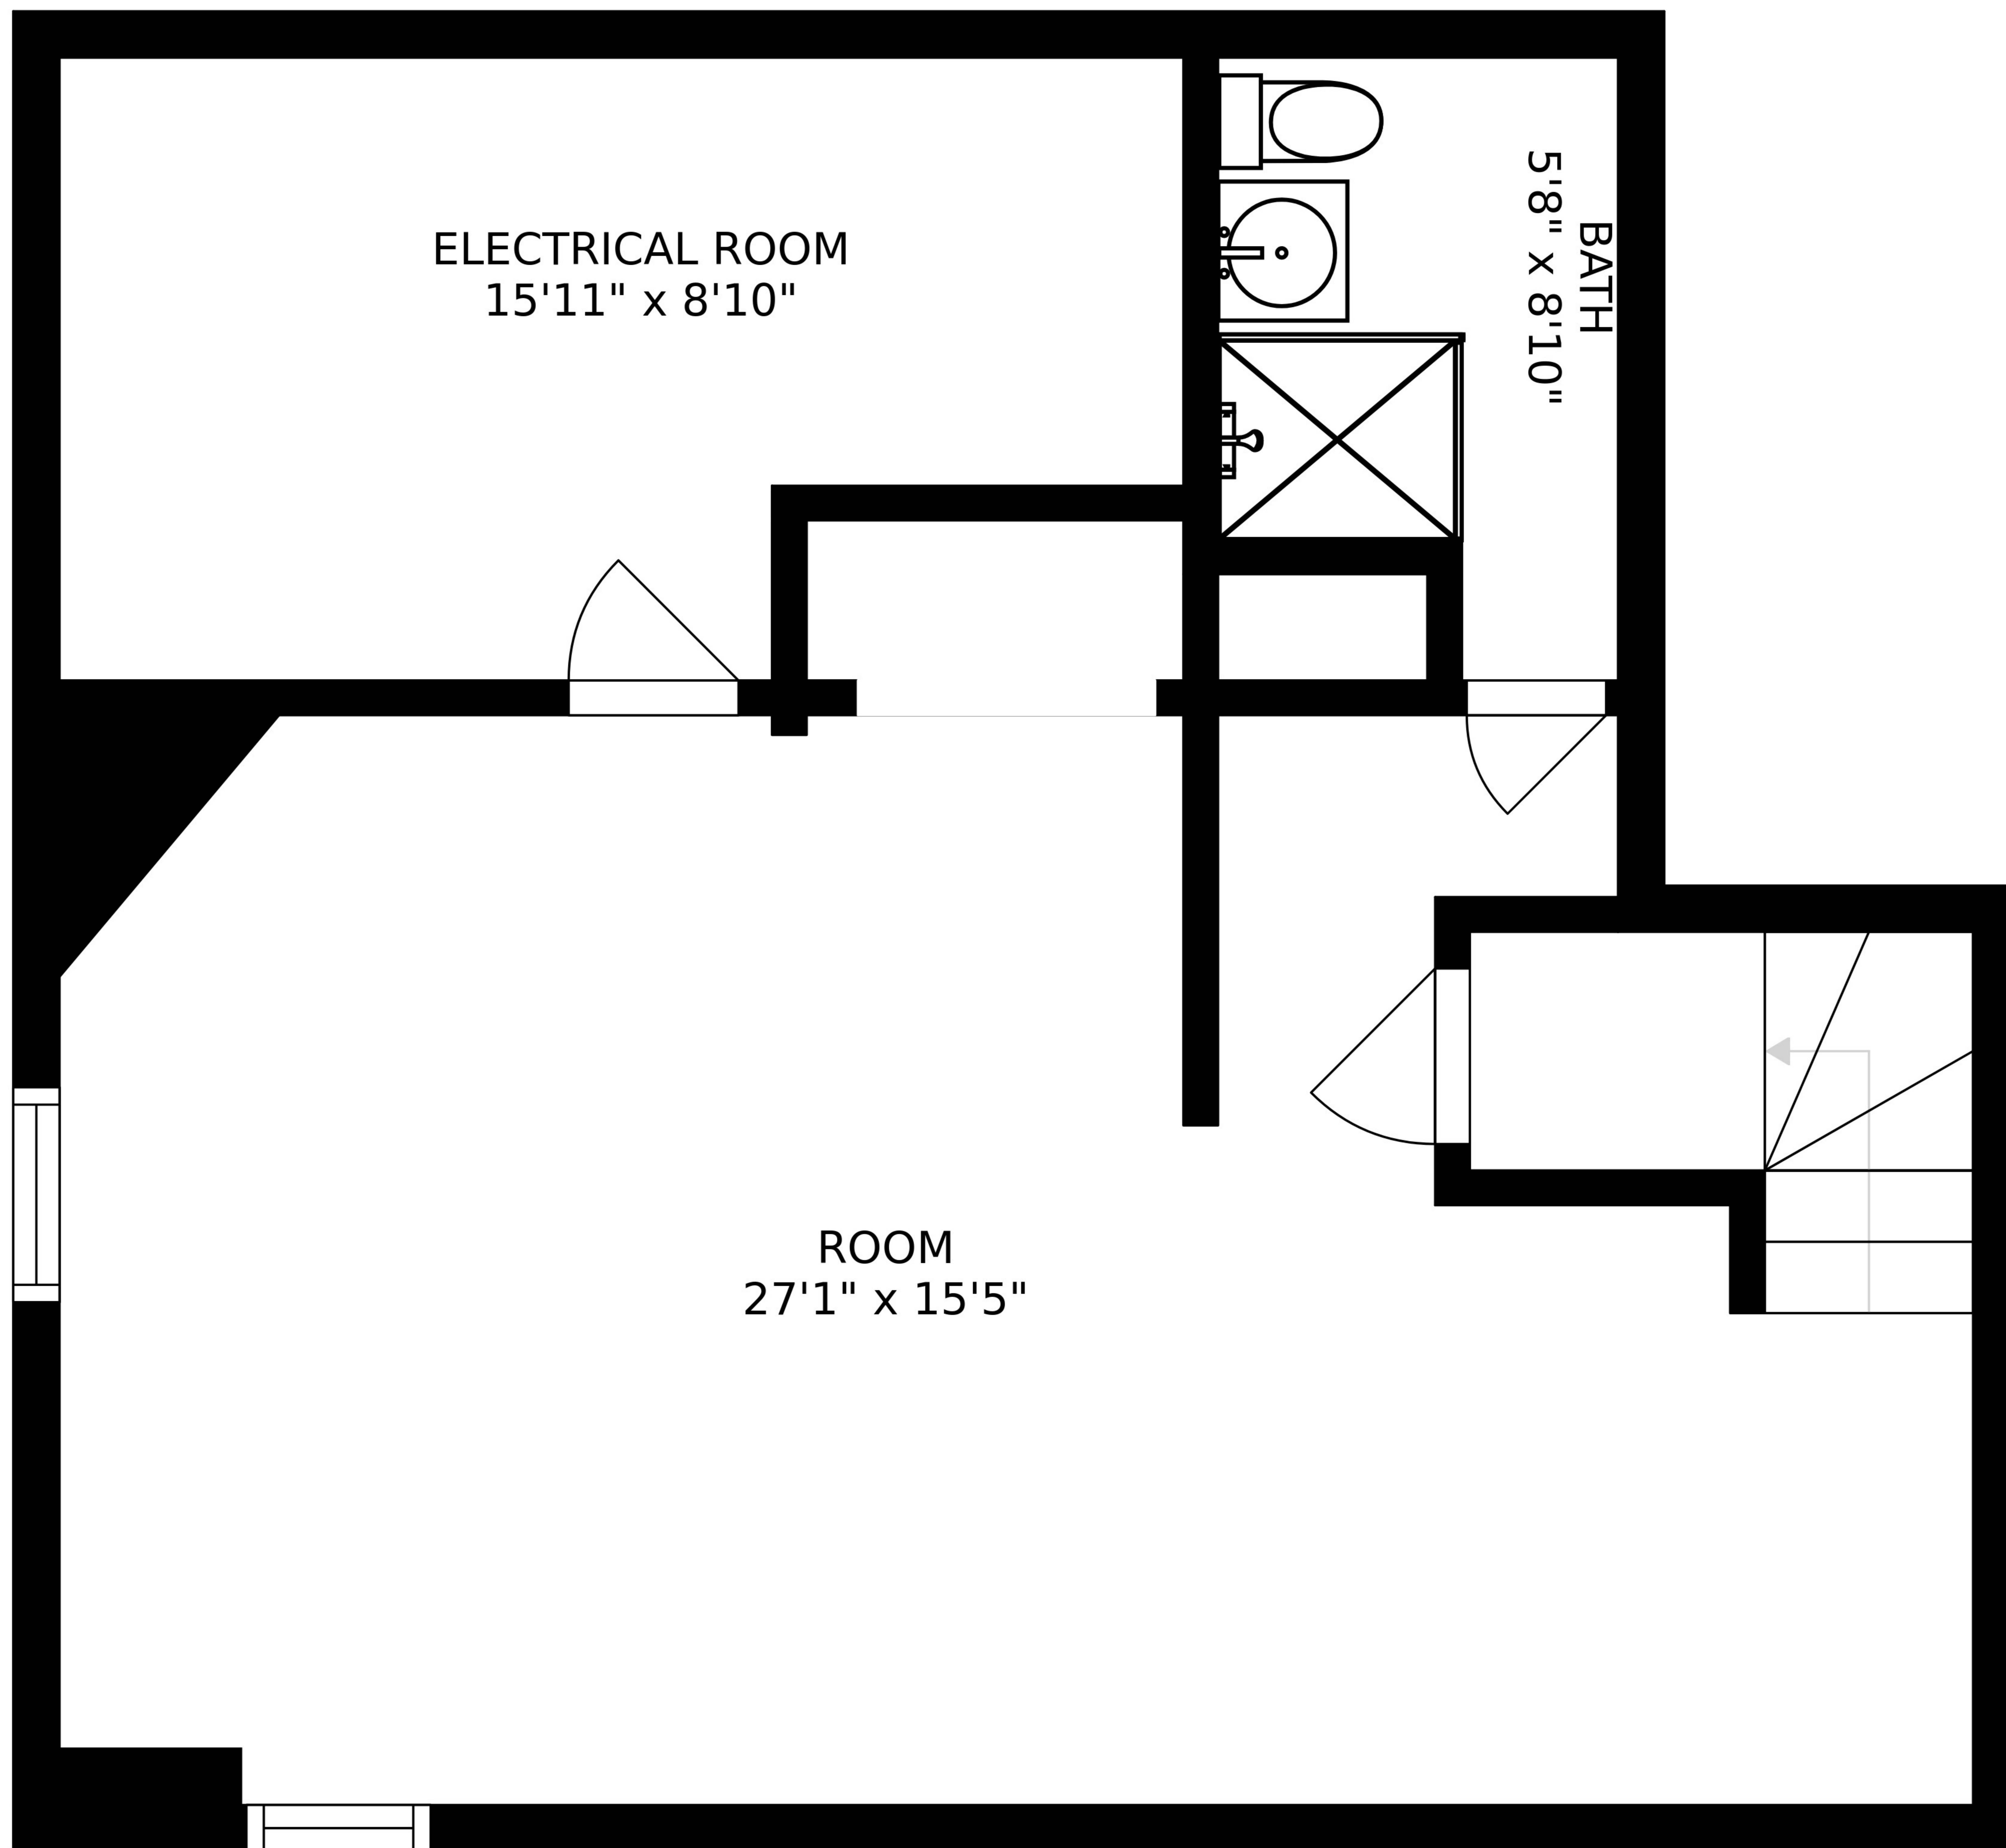 ELECTRICAL ROOM
15'11" x 8'10"
BATH
5'8" x 8'10"
ROOM
27'1" x 15'5"